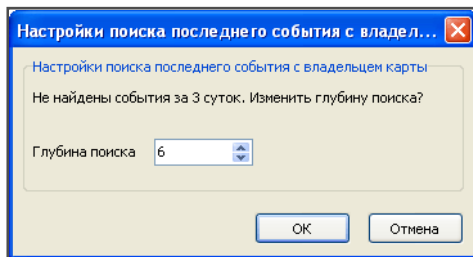 Настройки поиска последнего события с владел...
Настройки поиска последнего события с владельцем карты
Не найдены события за 3 суток. Изменить глубину поиска?
Глубина поиска 6
ОК Отмена